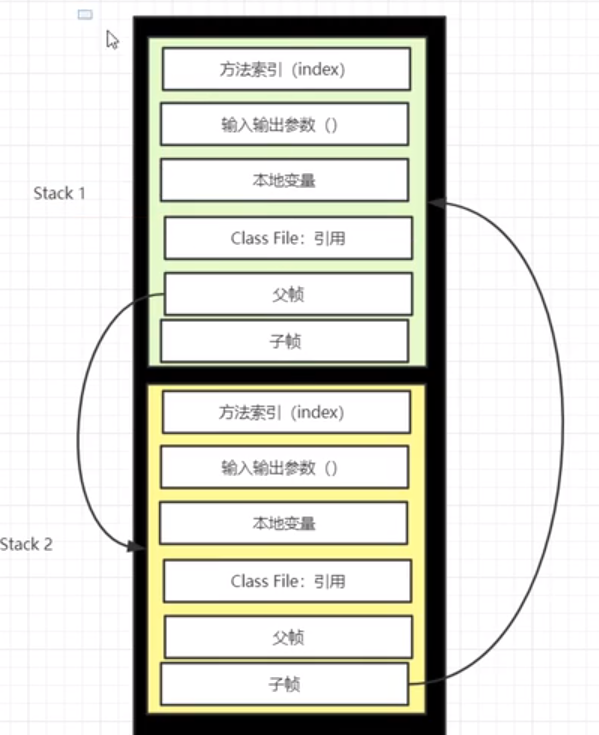 方法索引（index）
输入输出参数（）
本地变量
Stack 1
Class File：引用
父帧
子帧
方法索引（index）
输入输出参数（）
本地变量
Stack 2
Class File：引用
父帧
子帧